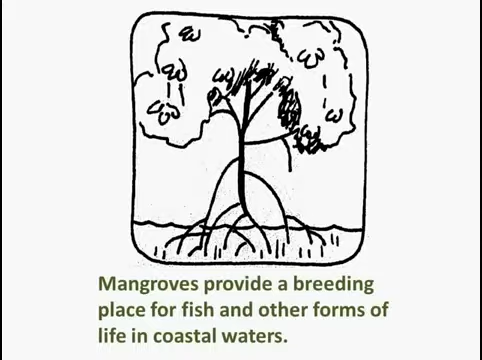 Mangroves provide a breeding
place for fish and other forms of
life in coastal waters.